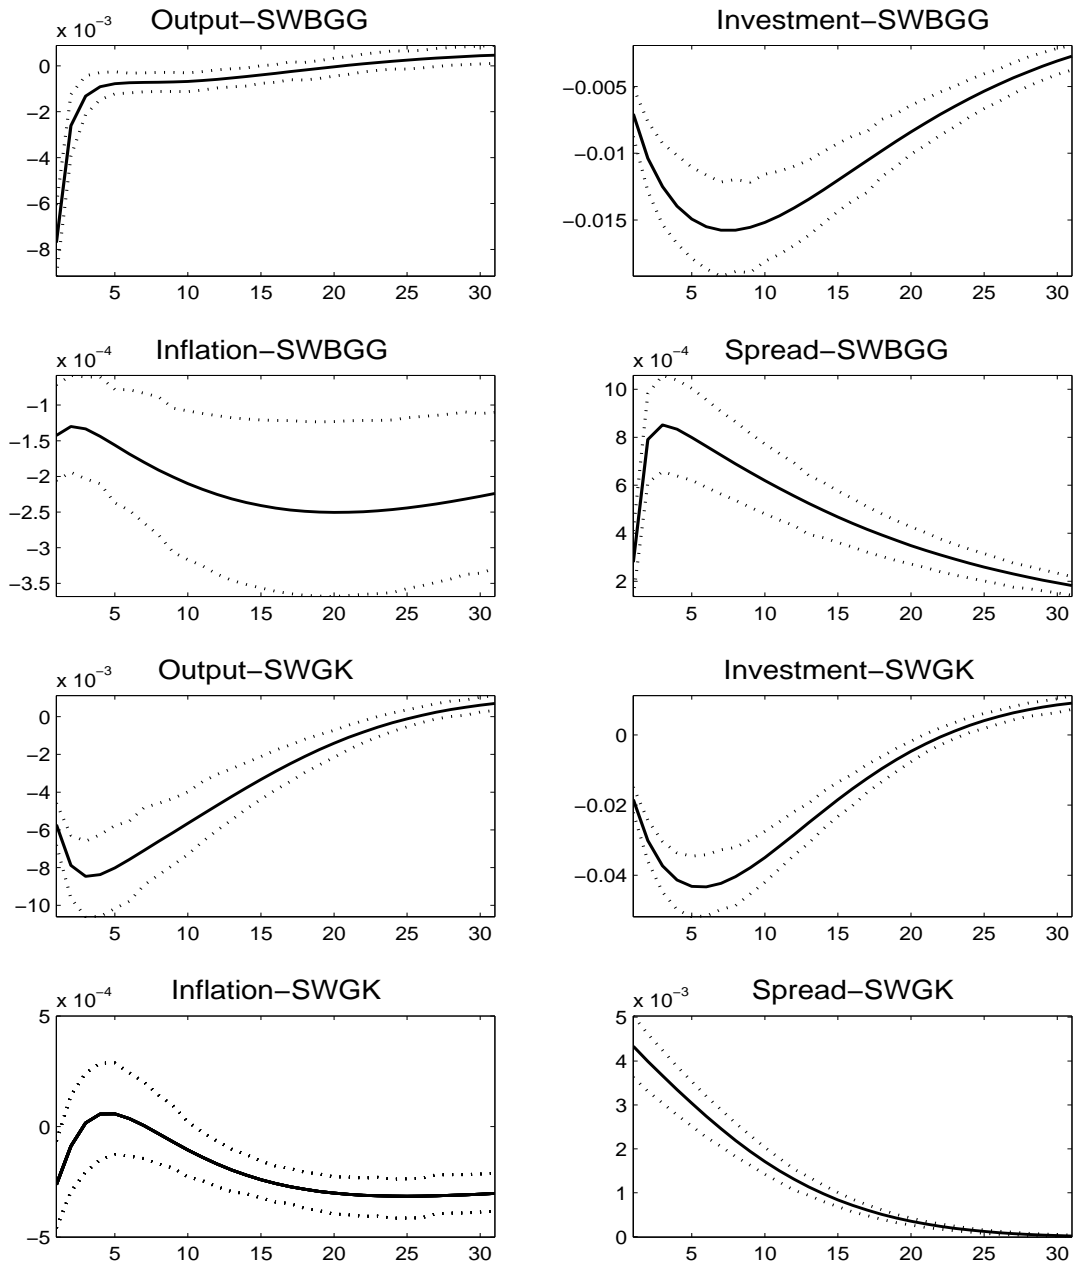 Output−SWBGG
x 10−3
0
−2
−4
−6
−8
5 10 15 20 25 30
Investment−SWBGG
−0.005
−0.01
−0.015
5 10 15 20 25 30
Inflation−SWBGG
x 10−4
−1
−1.5
−2
−2.5
−3
−3.5
5 10 15 20 25 30
Spread−SWBGG
x 10−4
10
8
6
4
2
5 10 15 20 25 30
Output−SWGK
x 10−3
0
−2
−4
−6
−8
−10
5 10 15 20 25 30
Investment−SWGK
0
−0.02
−0.04
5 10 15 20 25 30
Inflation−SWGK
x 10−4
5
0
−5
5 10 15 20 25 30
Spread−SWGK
x 10−3
5
4
3
2
1
0
5 10 15 20 25 30